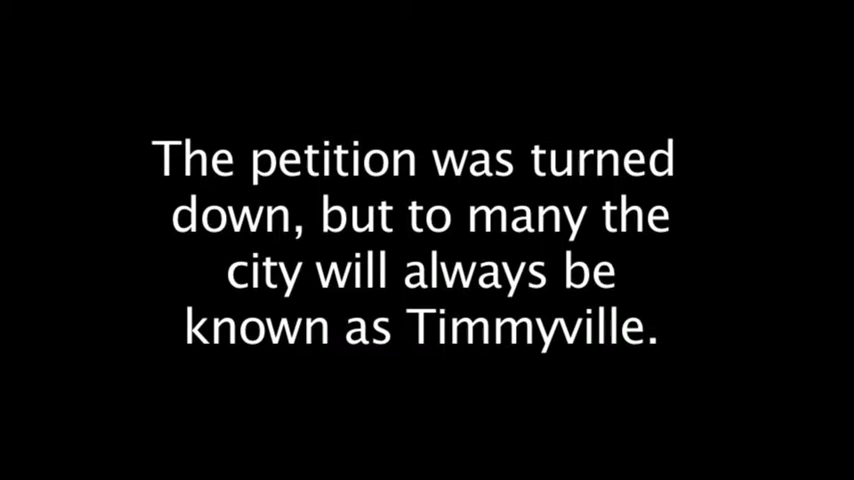 The petition was turned
down, but to many the
city will always be
known as Timmyville.